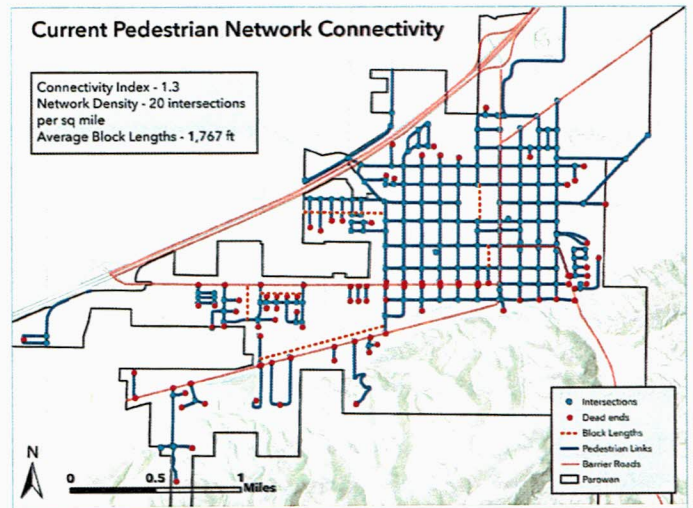 Current Pedestrian Network Connectivity
Connectivity Index - 1.3
Network Density - 20 intersections
per sq mile
Average Block Lengths - 1,767 ft
Intersections
Dead ends
Block Lengths
Pedestrian Links
Barrier Roads
Parowan
N
0 0.5 1
Miles